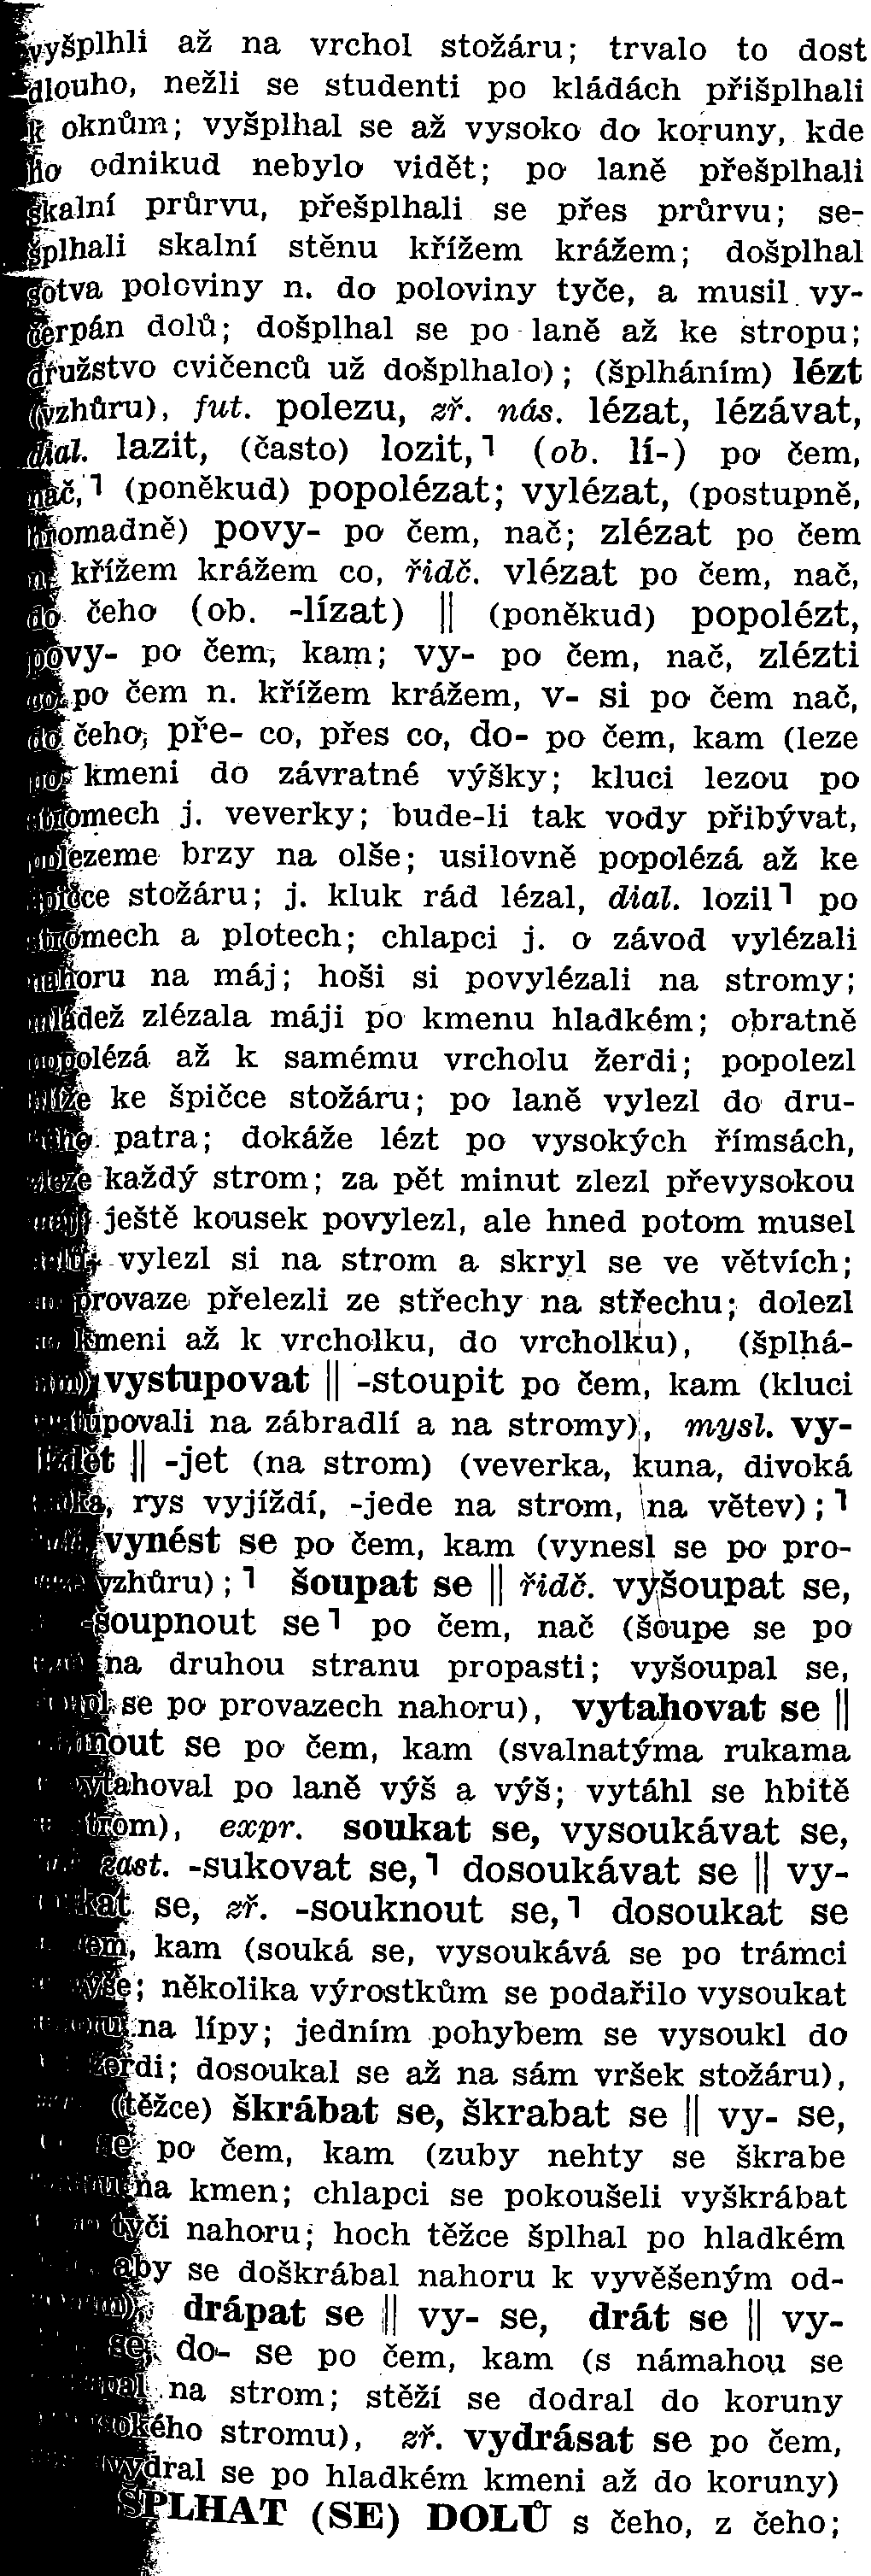 vyšplhli až na vrchol stožáru; trvalo to dost
dlouho, nežli se studenti po kládách přišplhali
k oknům; vyšplhal se až vysoko do koruny, kde
ho odnikud nebylo vidět; po laně přešplhali
skalní průrvu, přešplhali se přes průrvu; se-
šplhali skalní stěnu křížem krážem; došplhal
sotva poloviny n. do poloviny tyče, a musil vy-
čerpán dolů; došplhal se po laně až ke stropu;
družstvo cvičenců už došplhalo); (šplháním) lézt
(vzhůru), fut. polezu, zř. nás. lézat, lézávat,
dial. lazit, (často) lozit,˥ (ob. lí-) po čem,
nač,˥ (poněkud) popolézat; vylézat, (postupně,
hromadně) povy- po čem, nač; zlézat po čem
n. křížem krážem co, řidč. vlézat po čem, nač,
do čeho (ob. -lízat) || (poněkud) popolézt,
povy- po čem, kam; vy- po čem, nač, zlézti
po čem n. křížem krážem, v- si po čem nač,
do čeho, pře- co, přes co, do- po čem, kam (leze
po kmeni do závratné výšky; kluci lezou po
stromech j. veverky; bude-li tak vody přibývat,
polezeme brzy na olše; usilovně popolézá až ke
špičce stožáru; j. kluk rád lézal, dial. lozil˥ po
stromech a plotech; chlapci j. o závod vylézali
nahoru na máj; hoši si povylézali na stromy;
mládež zlézala máji po kmenu hladkém; obratně
popolézá až k samému vrcholu žerdi; popolezl
blíže ke špičce stožáru; po laně vylezl do dru-
hého patra; dokáže lézt po vysokých římsách,
vleze každý strom; za pět minut zlezl převysokou
máj; ještě kousek povylezl, ale hned potom musel
dolů; vylezl si na strom a skryl se ve větvích;
provaze přelezli ze střechy na střechu; dolezl
kmeni až k vrcholku, do vrcholku), (šplhá-
ním) vystupovat || -stoupit po čem, kam (kluci
vystupovali na zábradlí a na stromy), mysl. vy-
jíždět || -jet (na strom) (veverka, kuna, divoká
kočka, rys vyjíždí, -jede na strom, na větev);˥
vynést se po čem, kam (vynesl se po pro-
vaze vzhůru);˥ šoupat se || řidč. vyšoupat se,
-šoupnout se˥ po čem, nač (šoupe se po
na druhou stranu propasti; vyšoupal se,
se po provazech nahoru), vytahovat se ||
-táhnout se po čem, kam (svalnatýma rukama
vytahoval po laně výš a výš; vytáhl se hbitě
strom), expr. soukat se, vysoukávat se,
zast. -sukovat se,˥ dosoukávat se || vy-
soukat se, zř. -souknout se,˥ dosoukat se
čem, kam (souká se, vysoukává se po trámci
výše; několika výrostkům se podařilo vysoukat
na lípy; jedním pohybem se vysoukl do
žerdi; dosoukal se až na sám vršek stožáru),
(těžce) škrábat se, škrabat se || vy- se,
se po čem, kam (zuby nehty se škrabe
na kmen; chlapci se pokoušeli vyškrábat
tyči nahoru; hoch těžce šplhal po hladkém
aby se doškrábal nahoru k vyvěšeným od-
drápat se || vy- se, drát se || vy-
se, do- se po čem, kam (s námahou se
na strom; stěží se dodral do koruny
vysokého stromu), zř. vydrásat se po čem,
(vydral se po hladkém kmeni až do koruny)
ŠPLHAT (SE) DOLŮ s čeho, z čeho;